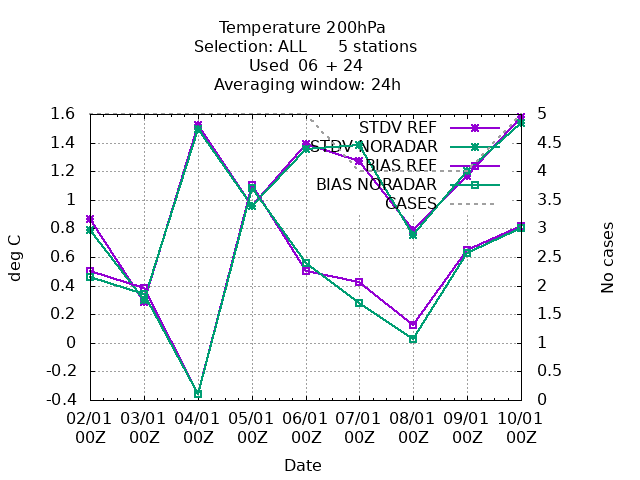 Temperature 200hPa
Selection: ALL 5 stations
Used 06 + 24
Averaging window: 24h
1.6
1.4
1.2
1
0.8
0.6
0.4
0.2
0
-0.2
-0.4
deg C
5
4.5
4
3.5
3
2.5
2
1.5
1
0.5
0
No cases
STDV REF
STDV NORADAR
BIAS REF
BIAS NORADAR
CASES
02/01 03/01 04/01 05/01 06/01 07/01 08/01 09/01 10/01
00Z 00Z 00Z 00Z 00Z 00Z 00Z 00Z 00Z
Date